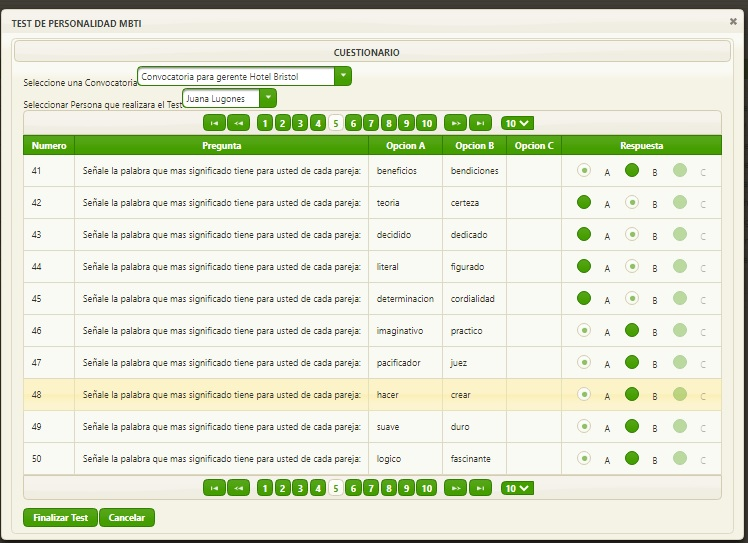 TEST DE PERSONALIDAD MBTI
CUESTIONARIO
Seleccione una Convocatoria Convocatoria para gerente Hotel Bristol
Seleccionar Persona que realizara el Test Juana Lugones
1 2 3 4 5 6 7 8 9 10 10
Numero Pregunta Opcion A Opcion B Opcion C Respuesta
41 Señale la palabra que mas significado tiene para usted de cada pareja: beneficios bendiciones A B C
42 Señale la palabra que mas significado tiene para usted de cada pareja: teoria certeza A B C
43 Señale la palabra que mas significado tiene para usted de cada pareja: decidido dedicado A B C
44 Señale la palabra que mas significado tiene para usted de cada pareja: literal figurado A B C
45 Señale la palabra que mas significado tiene para usted de cada pareja: determinacion cordialidad A B C
46 Señale la palabra que mas significado tiene para usted de cada pareja: imaginativo practico A B C
47 Señale la palabra que mas significado tiene para usted de cada pareja: pacificador juez A B C
48 Señale la palabra que mas significado tiene para usted de cada pareja: hacer crear A B C
49 Señale la palabra que mas significado tiene para usted de cada pareja: suave duro A B C
50 Señale la palabra que mas significado tiene para usted de cada pareja: logico fascinante A B C
1 2 3 4 5 6 7 8 9 10 10
Finalizar Test Cancelar